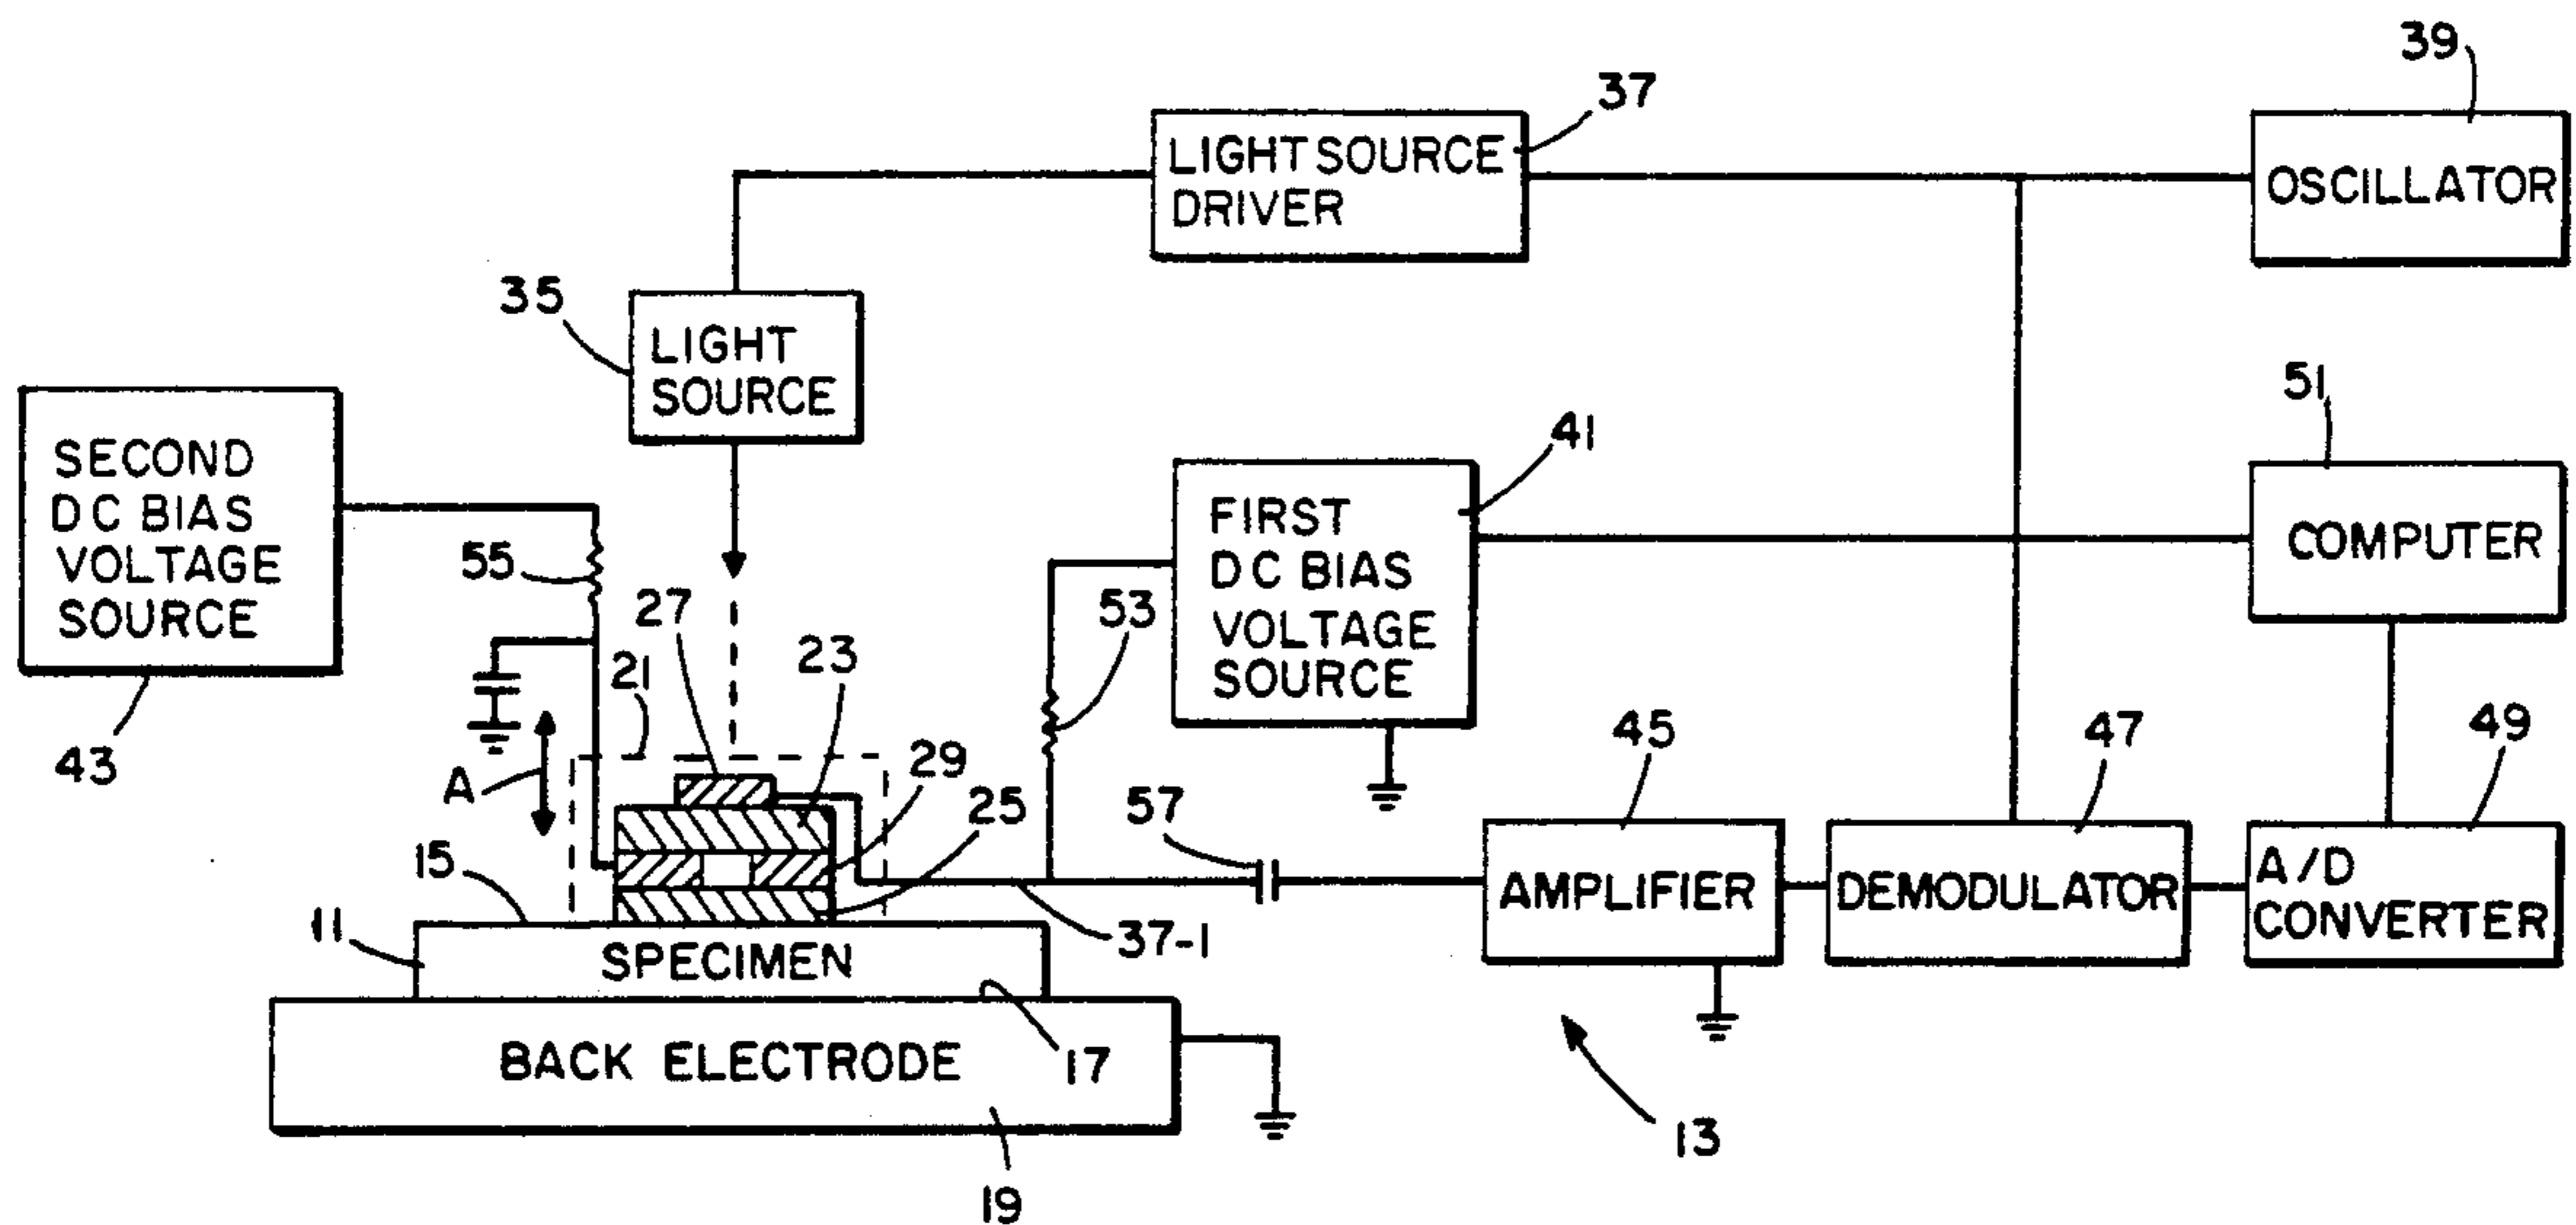 39
37
LIGHT SOURCE
DRIVER
OSCILLATOR
35
LIGHT
SOURCE
51
41
SECOND
DC BIAS
VOLTAGE
SOURCE
43
55
FIRST
DC BIAS
VOLTAGE
SOURCE
COMPUTER
27
53
21
23
A
29
25
57
45
47
49
15
11
AMPLIFIER
DEMODULATOR
A/D
CONVERTER
37-1
SPECIMEN
BACK ELECTRODE
17
13
19